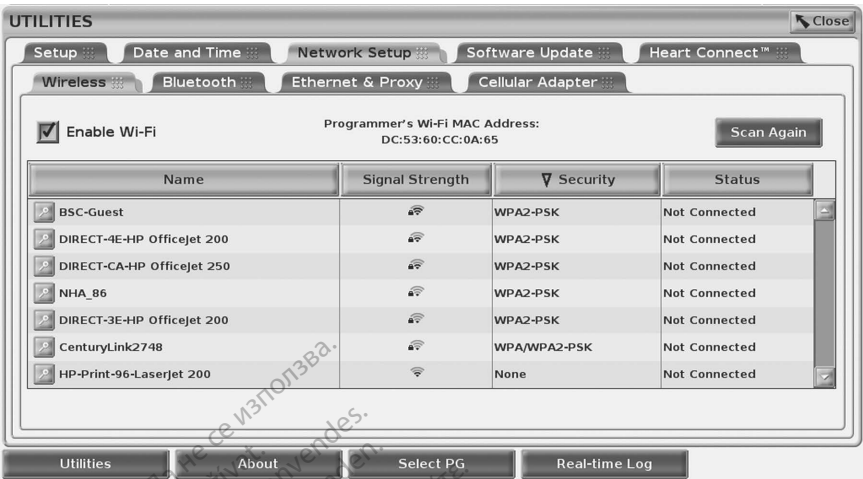 UTILITIES
Close
Setup
Date and Time
Network Setup
Software Update
Heart Connect™
Wireless
Bluetooth
Ethernet & Proxy
Cellular Adapter
Enable Wi-Fi
Programmer's Wi-Fi MAC Address:
DC:53:60:CC:0A:65
Scan Again
Name Signal Strength Security Status
BSC-Guest WPA2-PSK Not Connected
DIRECT-4E-HP OfficeJet 200 WPA2-PSK Not Connected
DIRECT-CA-HP OfficeJet 250 WPA2-PSK Not Connected
NHA_86 WPA2-PSK Not Connected
DIRECT-3E-HP OfficeJet 200 WPA2-PSK Not Connected
CenturyLink2748 WPA/WPA2-PSK Not Connected
HP-Print-96-LaserJet 200 None Not Connected
не се използва.
Utilities
About
Select PG
Real-time Log